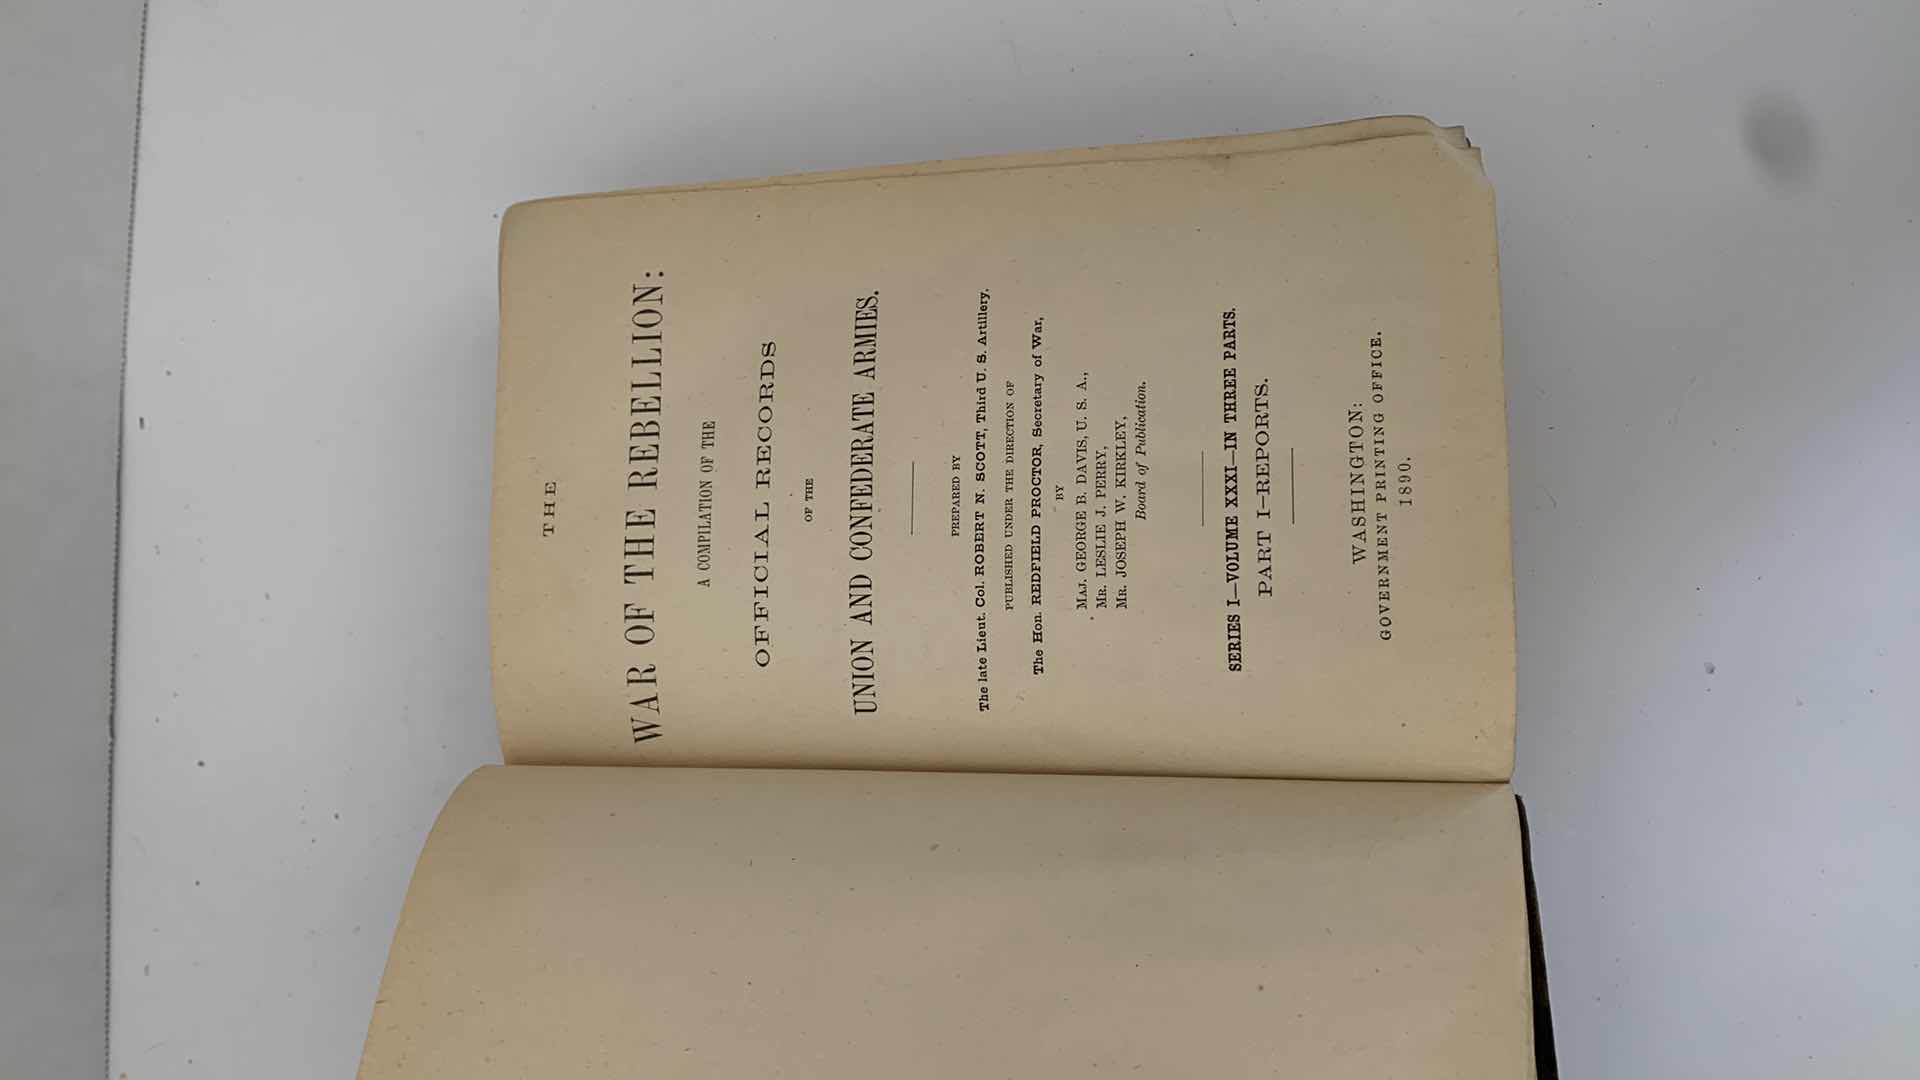 THE
WAR OF THE REBELLION:
A COMPILATION OF THE
OFFICIAL RECORDS
OF THE
UNION AND CONFEDERATE ARMIES.
PREPARED BY
The late Lieut. Col. ROBERT N. SCOTT, Third U. S. Artillery.
PUBLISHED UNDER THE DIRECTION OF
The Hon. REDFIELD PROCTOR, Secretary of War,
BY
MAJ. GEORGE B. DAVIS, U. S. A.,
MR. LESLIE J. PERRY,
MR. JOSEPH W. KIRKLEY,
Board of Publication.
SERIES I—VOLUME XXXI—IN THREE PARTS.
PART I—REPORTS.
WASHINGTON:
GOVERNMENT PRINTING OFFICE.
1890.